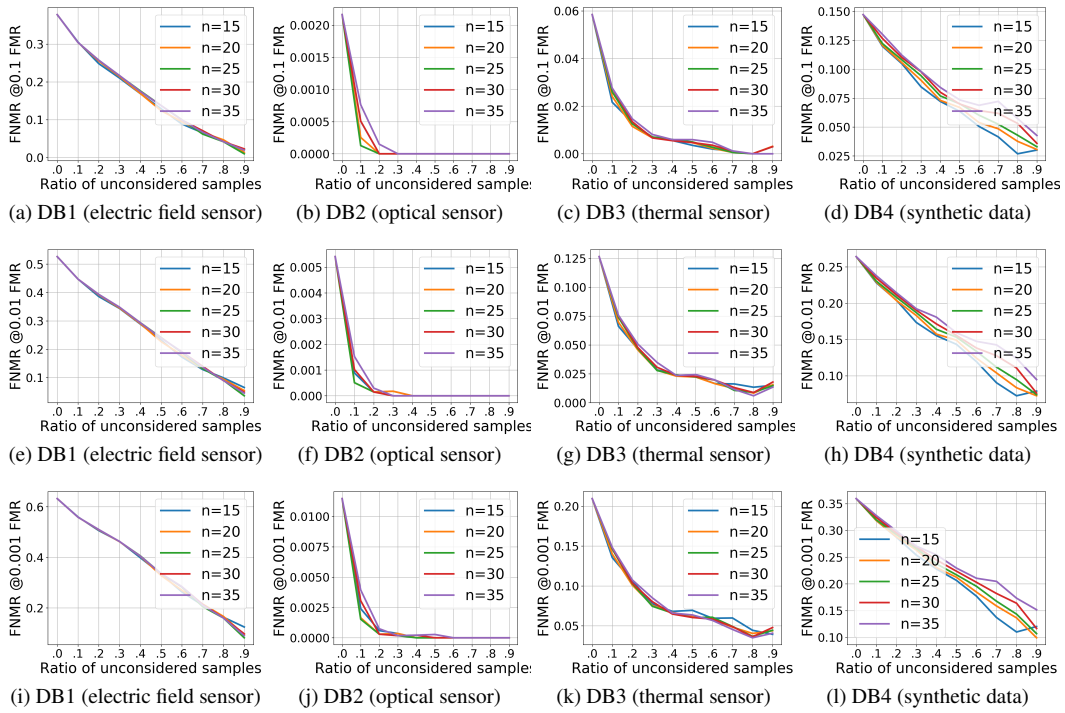 FNMR @0.1 FMR
0.3
0.2
0.1
0.0
n=15
n=20
n=25
n=30
n=35
.0 .1 .2 .3 .4 .5 .6 .7 .8 .9
Ratio of unconsidered samples
(a) DB1 (electric field sensor)
FNMR @0.1 FMR
0.0020
0.0015
0.0010
0.0005
0.0000
n=15
n=20
n=25
n=30
n=35
.0 .1 .2 .3 .4 .5 .6 .7 .8 .9
Ratio of unconsidered samples
(b) DB2 (optical sensor)
FNMR @0.1 FMR
0.06
0.04
0.02
0.00
n=15
n=20
n=25
n=30
n=35
.0 .1 .2 .3 .4 .5 .6 .7 .8 .9
Ratio of unconsidered samples
(c) DB3 (thermal sensor)
FNMR @0.1 FMR
0.150
0.125
0.100
0.075
0.050
0.025
n=15
n=20
n=25
n=30
n=35
.0 .1 .2 .3 .4 .5 .6 .7 .8 .9
Ratio of unconsidered samples
(d) DB4 (synthetic data)
FNMR @0.01 FMR
0.5
0.4
0.3
0.2
0.1
n=15
n=20
n=25
n=30
n=35
.0 .1 .2 .3 .4 .5 .6 .7 .8 .9
Ratio of unconsidered samples
(e) DB1 (electric field sensor)
FNMR @0.01 FMR
0.005
0.004
0.003
0.002
0.001
0.000
n=15
n=20
n=25
n=30
n=35
.0 .1 .2 .3 .4 .5 .6 .7 .8 .9
Ratio of unconsidered samples
(f) DB2 (optical sensor)
FNMR @0.01 FMR
0.125
0.100
0.075
0.050
0.025
0.000
n=15
n=20
n=25
n=30
n=35
.0 .1 .2 .3 .4 .5 .6 .7 .8 .9
Ratio of unconsidered samples
(g) DB3 (thermal sensor)
FNMR @0.01 FMR
0.25
0.20
0.15
0.10
n=15
n=20
n=25
n=30
n=35
.0 .1 .2 .3 .4 .5 .6 .7 .8 .9
Ratio of unconsidered samples
(h) DB4 (synthetic data)
FNMR @0.001 FMR
0.6
0.4
0.2
n=15
n=20
n=25
n=30
n=35
.0 .1 .2 .3 .4 .5 .6 .7 .8 .9
Ratio of unconsidered samples
(i) DB1 (electric field sensor)
FNMR @0.001 FMR
0.0100
0.0075
0.0050
0.0025
0.0000
n=15
n=20
n=25
n=30
n=35
.0 .1 .2 .3 .4 .5 .6 .7 .8 .9
Ratio of unconsidered samples
(j) DB2 (optical sensor)
FNMR @0.001 FMR
0.20
0.15
0.10
0.05
n=15
n=20
n=25
n=30
n=35
.0 .1 .2 .3 .4 .5 .6 .7 .8 .9
Ratio of unconsidered samples
(k) DB3 (thermal sensor)
FNMR @0.001 FMR
0.35
0.30
0.25
0.20
0.15
0.10
n=15
n=20
n=25
n=30
n=35
.0 .1 .2 .3 .4 .5 .6 .7 .8 .9
Ratio of unconsidered samples
(l) DB4 (synthetic data)